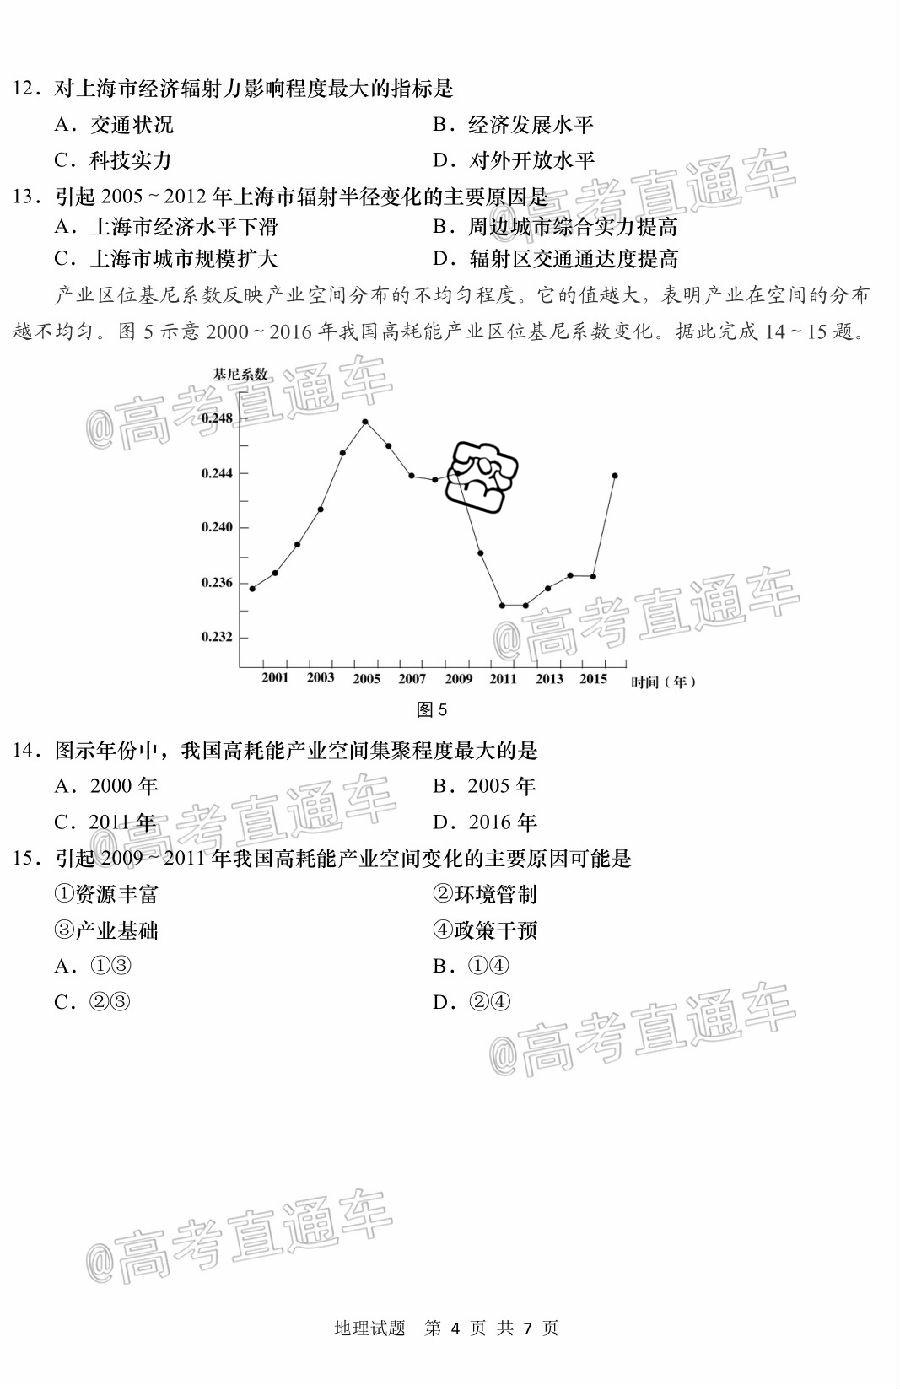 12．对上海市经济辐射力影响程度最大的指标是
A．交通状况 B．经济发展水平
C．科技实力 D．对外开放水平
13．引起 2005~2012 年上海市辐射半径变化的主要原因是
A．上海市经济水平下滑 B．周边城市综合实力提高
C．上海市城市规模扩大 D．辐射区交通通达度提高
产业区位基尼系数反映产业空间分布的不均匀程度。它的值越大，表明产业在空间的分布
越不均匀。图 5 示意 2000~2016 年我国高耗能产业区位基尼系数变化。据此完成 14~15 题。
基尼系数
0.248
0.244
0.240
0.236
0.232
2001 2003 2005 2007 2009 2011 2013 2015 时间（年）
图 5
14．图示年份中，我国高耗能产业空间集聚程度最大的是
A．2000 年 B．2005 年
C．2011 年 D．2016 年
15．引起 2009~2011 年我国高耗能产业空间变化的主要原因可能是
①资源丰富 ②环境管制
③产业基础 ④政策干预
A．①③ B．①④
C．②③ D．②④
@高考直通车
@高考直通车
@高考直通车
@高考直通车
@高考直通车
@高考直通车
地理试题 第 4 页 共 7 页